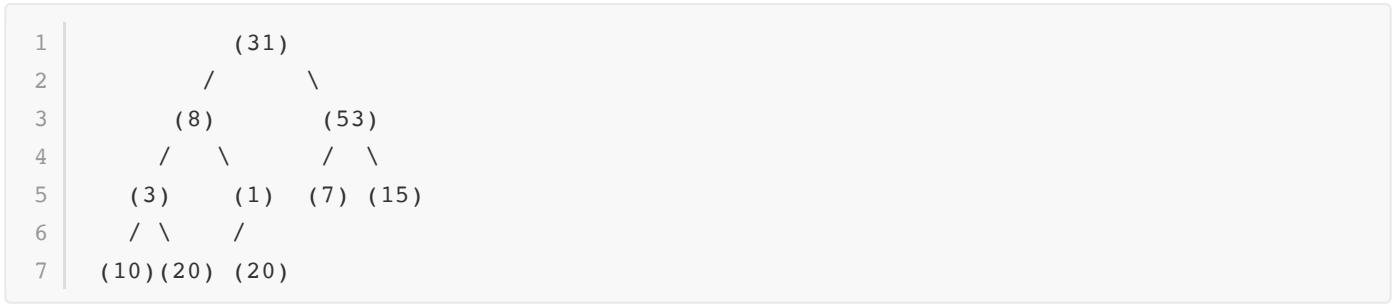 1           (31)
2         /      \
3       (8)       (53)
4      /   \      /  \
5    (3)    (1)  (7) (15)
6    / \    /
7  (10)(20) (20)